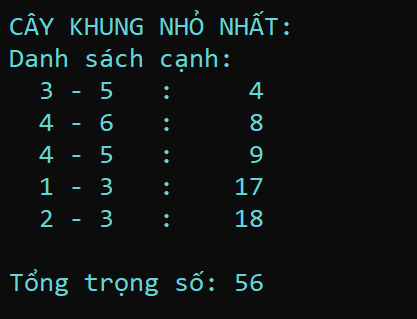 CÂY KHUNG NHỎ NHẤT:
Danh sách cạnh:
  3 - 5   :     4
  4 - 6   :     8
  4 - 5   :     9
  1 - 3   :    17
  2 - 3   :    18

Tổng trọng số: 56